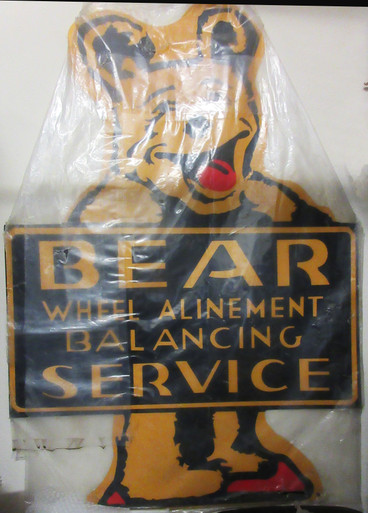 BEAR
WHEEL ALINEMENT
BALANCING
SERVICE